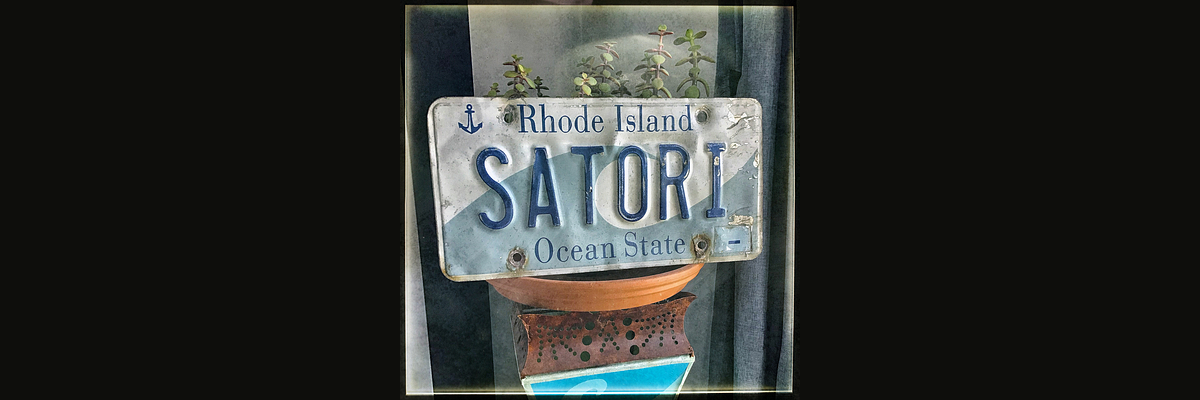 Rhode Island
SATORI
Ocean State